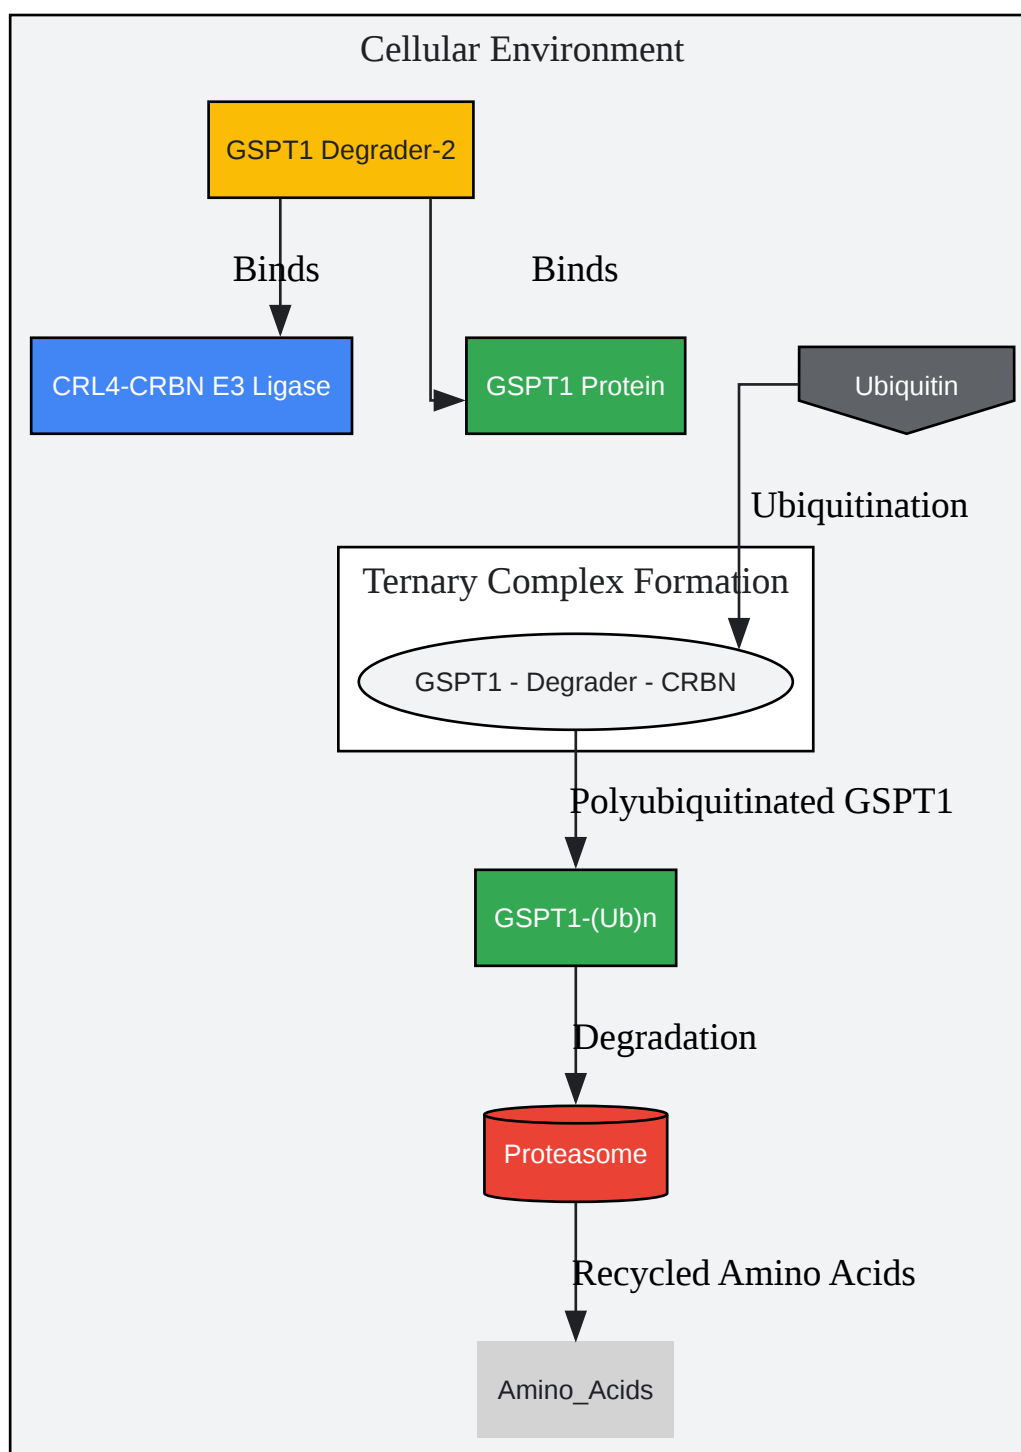 Cellular Environment
GSPT1 Degrader-2
Binds
Binds
CRL4-CRBN E3 Ligase
GSPT1 Protein
Ubiquitin
Ubiquitination
Ternary Complex Formation
GSPT1 - Degrader - CRBN
Polyubiquitinated GSPT1
GSPT1-(Ub)n
Degradation
Proteasome
Recycled Amino Acids
Amino_Acids